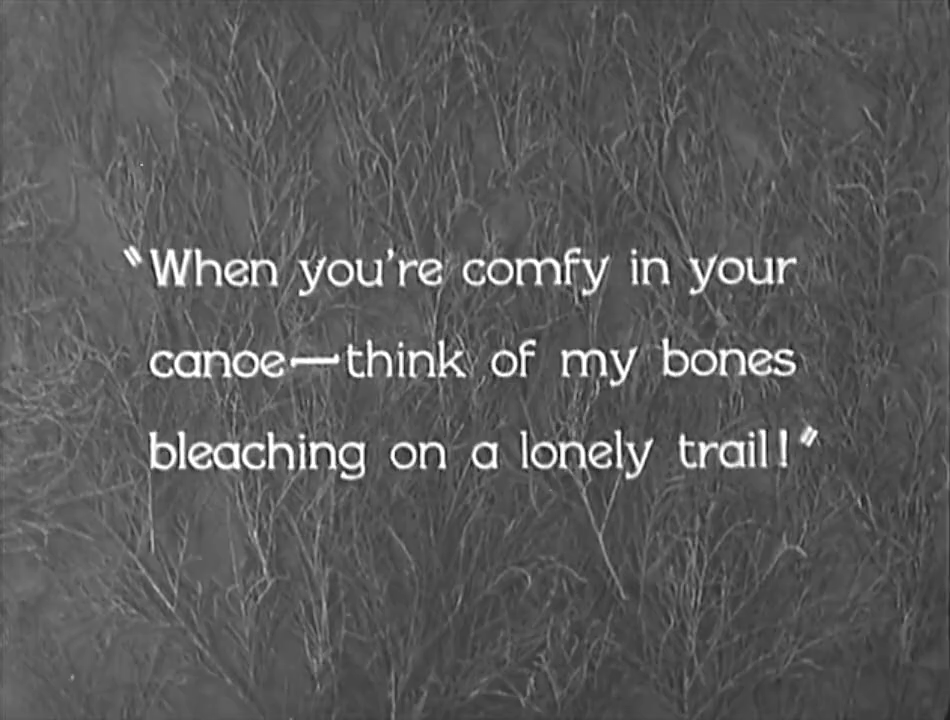 "When you're comfy in your
canoe—think of my bones
bleaching on a lonely trail!"